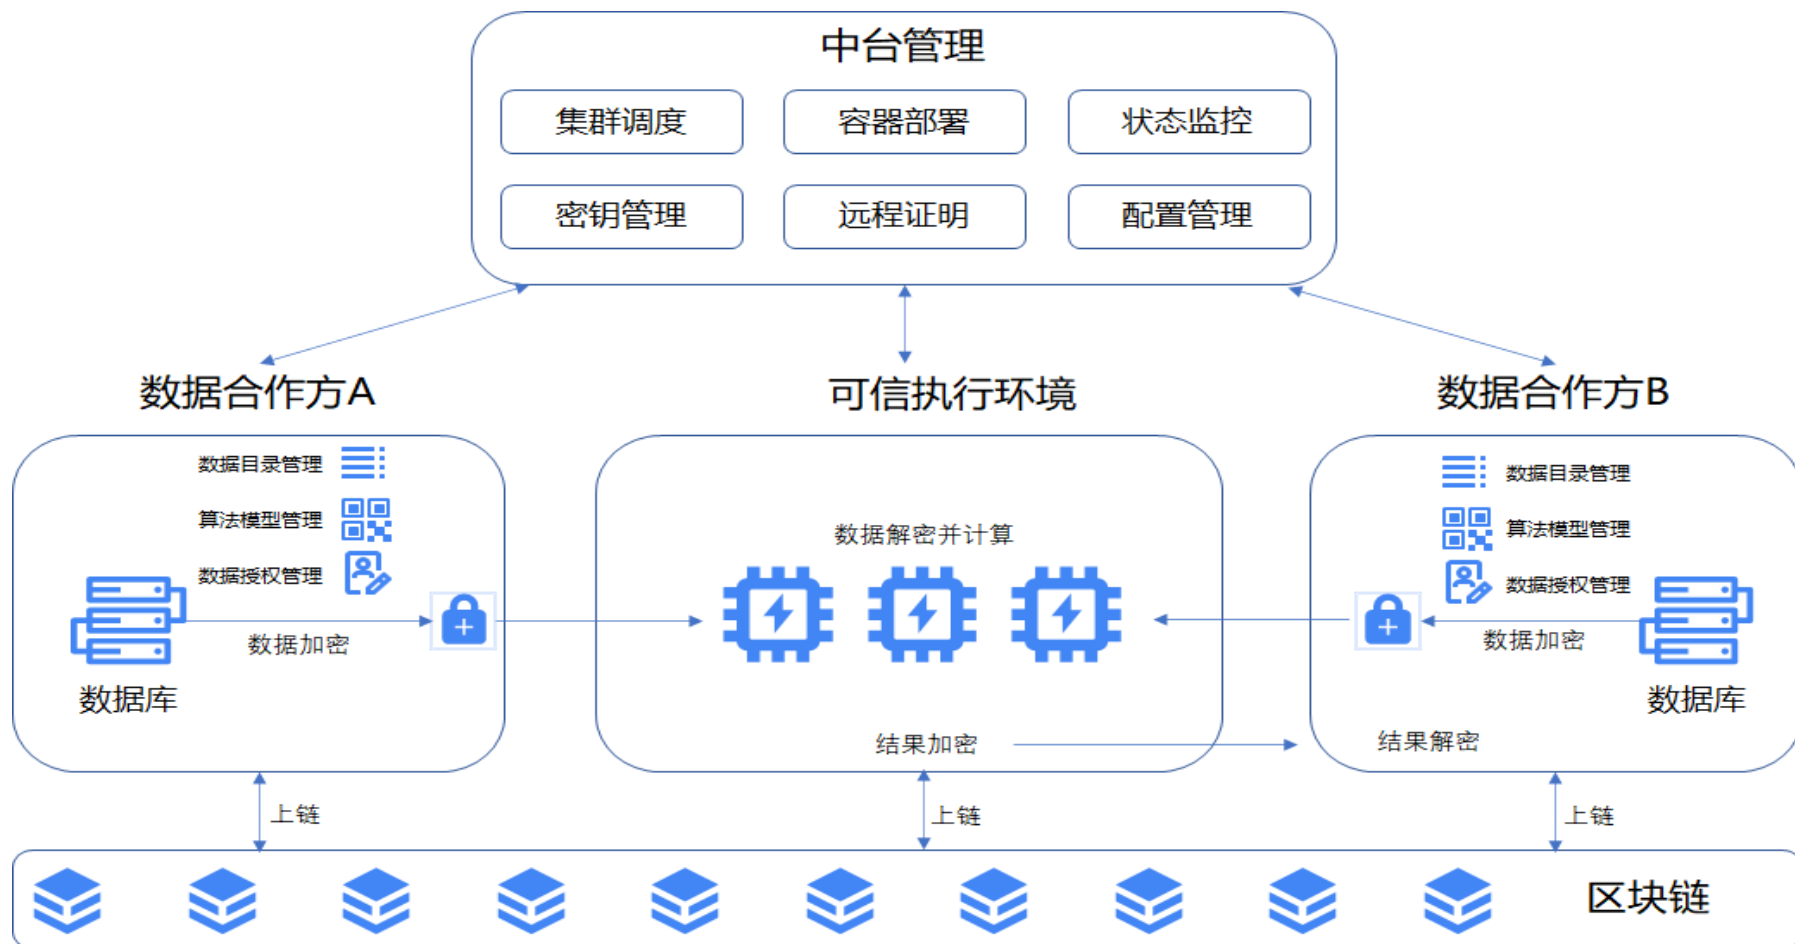 中台管理
集群调度
容器部署
状态监控
密钥管理
远程证明
配置管理
数据合作方A
可信执行环境
数据合作方B
数据目录管理
算法模型管理
数据授权管理
数据加密
数据库
数据解密并计算
结果加密
数据目录管理
算法模型管理
数据授权管理
数据加密
数据库
结果解密
上链
上链
上链
区块链